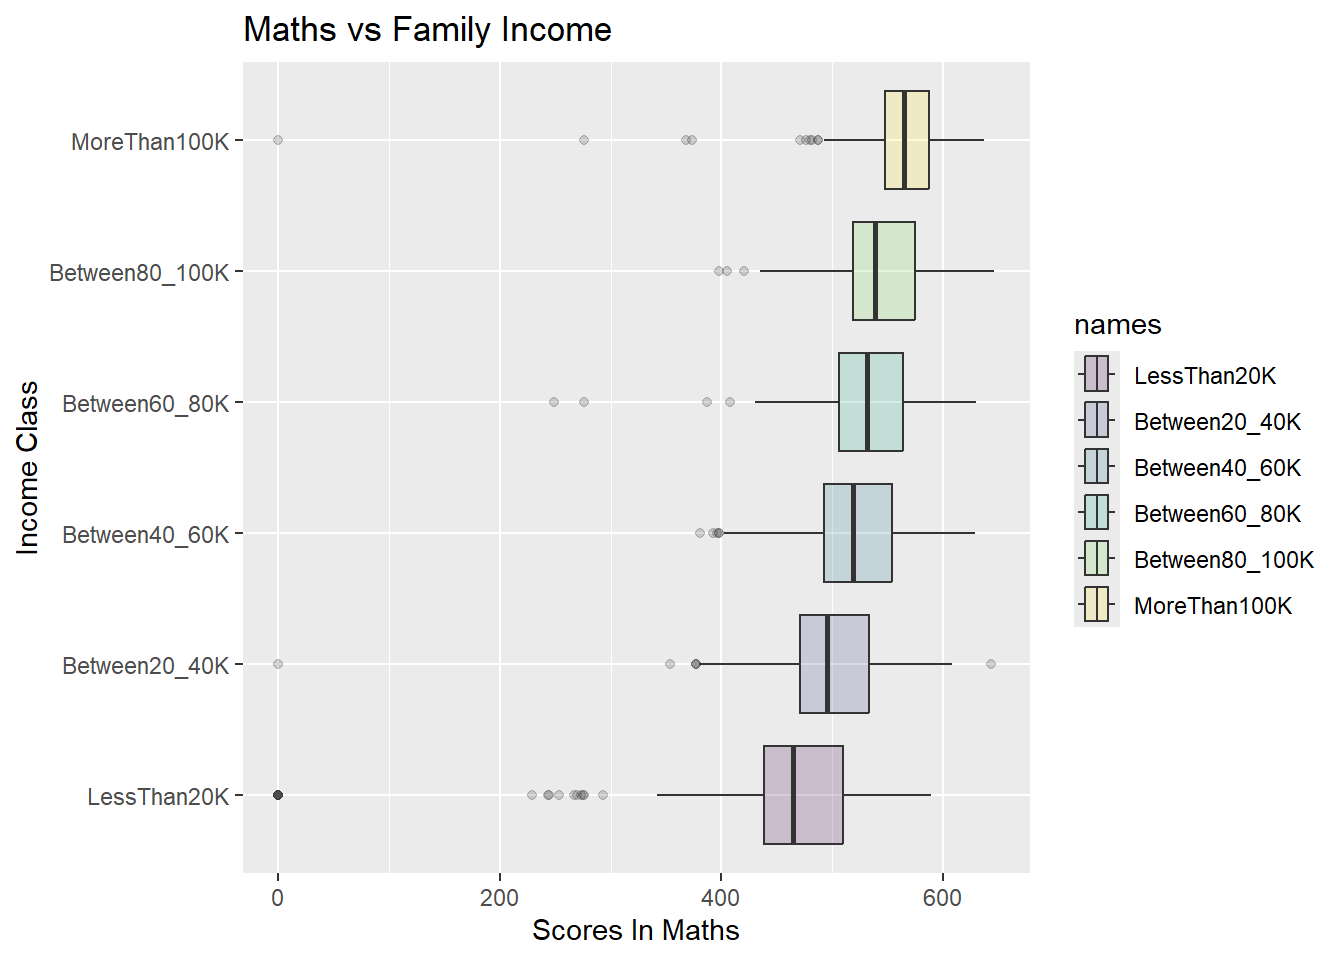 Maths vs Family Income
MoreThan100K
Between80_100K
Between60_80K
Between40_60K
Between20_40K
LessThan20K
Income Class
0 200 400 600
Scores In Maths
names
LessThan20K
Between20_40K
Between40_60K
Between60_80K
Between80_100K
MoreThan100K